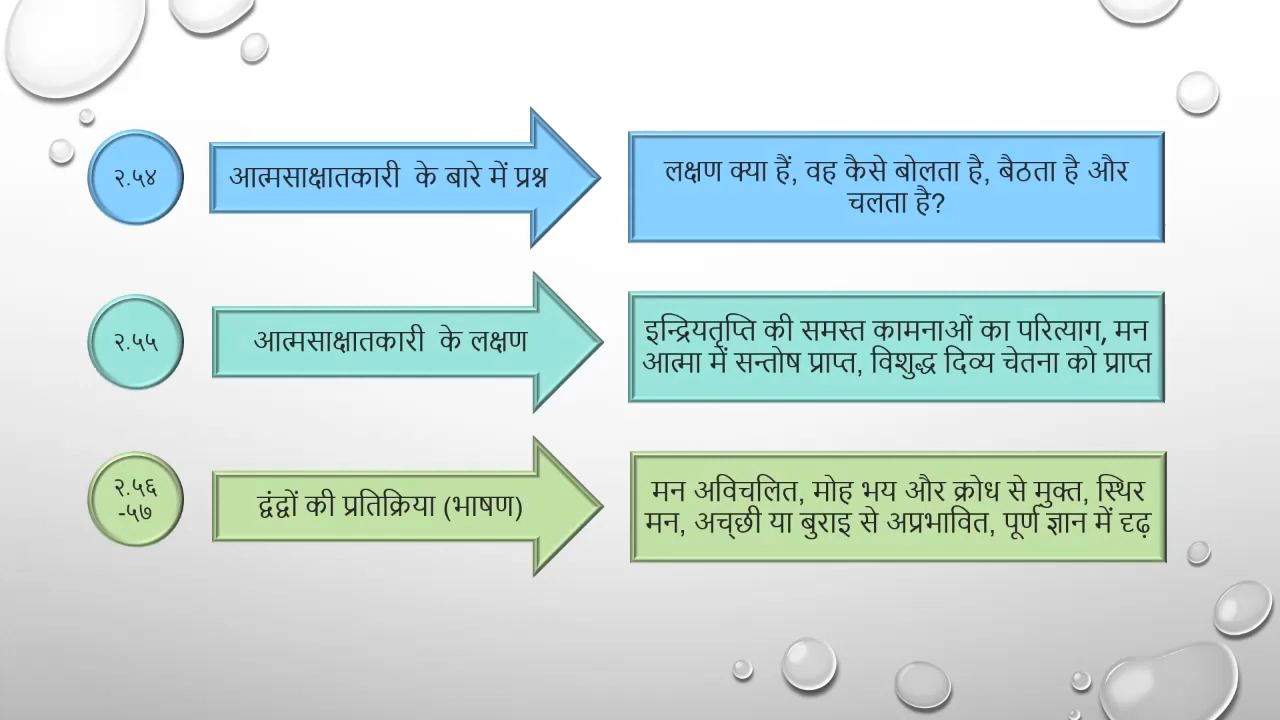 २.५४
आत्मसाक्षातकारी के बारे में प्रश्न
लक्षण क्या हैं, वह कैसे बोलता है, बैठता है और
चलता है?
२.५५
आत्मसाक्षातकारी के लक्षण
इन्द्रियतृप्ति की समस्त कामनाओं का परित्याग, मन
आत्मा में सन्तोष प्राप्त, विशुद्ध दिव्य चेतना को प्राप्त
२.५६
-५७
द्वंद्वों की प्रतिक्रिया (भाषण)
मन अविचलित, मोह भय और क्रोध से मुक्त, स्थिर
मन, अच्छी या बुराइ से अप्रभावित, पूर्ण ज्ञान में दृढ़